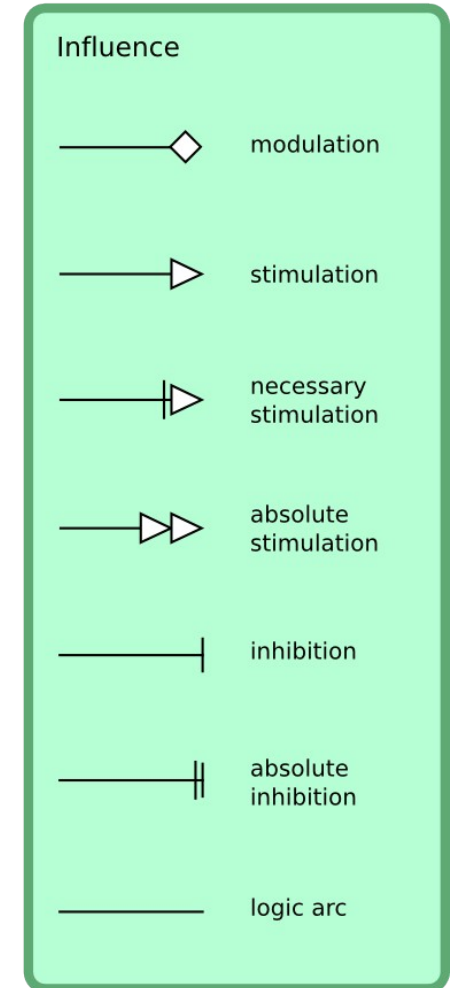 Influence
modulation
stimulation
necessary
stimulation
absolute
stimulation
inhibition
absolute
inhibition
logic arc